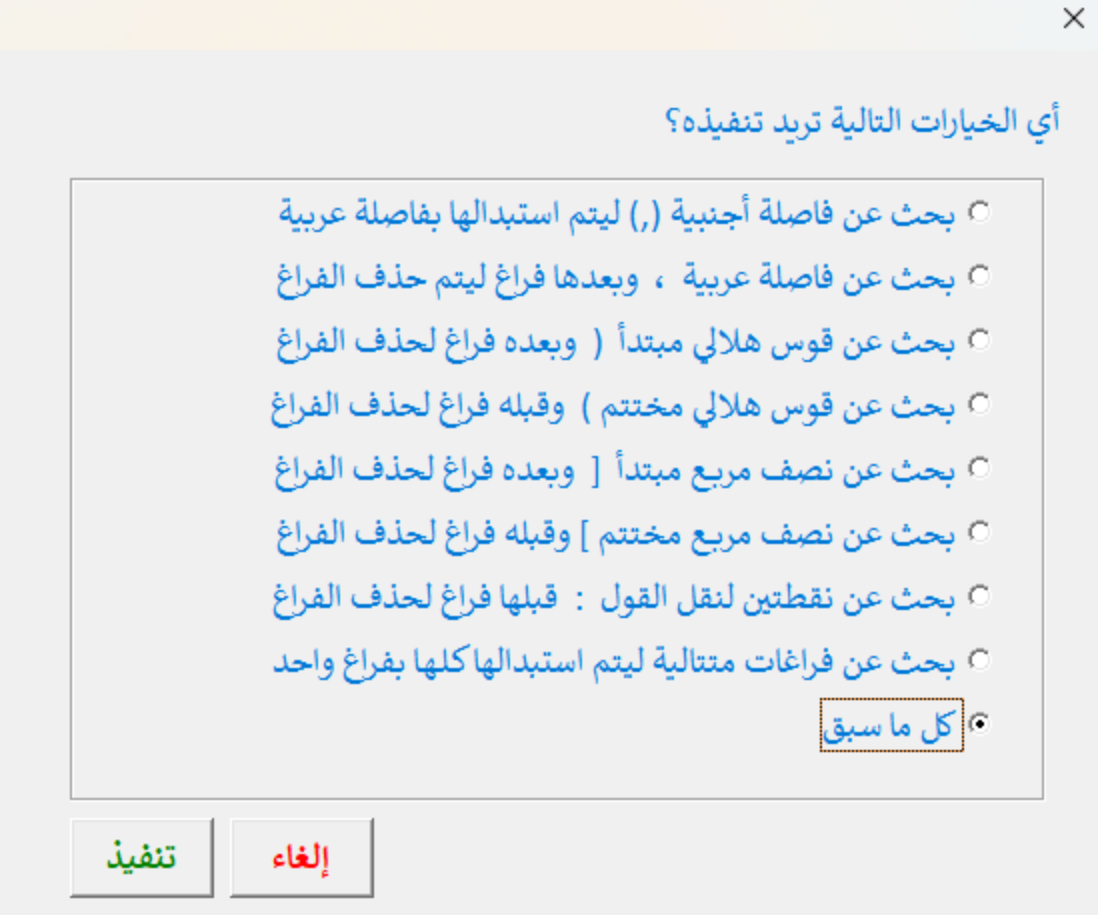 أي الخيارات التالية تريد تنفيذه؟
بحث عن فاصلة أجنبية (,) ليتم استبدالها بفاصلة عربية
بحث عن فاصلة عربية ، وبعدها فراغ ليتم حذف الفراغ
بحث عن قوس هلالي مبتدأ ( وبعده فراغ لحذف الفراغ
بحث عن قوس هلالي مختتم ) وقبله فراغ لحذف الفراغ
بحث عن نصف مربع مبتدأ [ وبعده فراغ لحذف الفراغ
بحث عن نصف مربع مختتم ] وقبله فراغ لحذف الفراغ
بحث عن نقطتين لنقل القول : قبلها فراغ لحذف الفراغ
بحث عن فراغات متتالية ليتم استبدالها كلها بفراغ واحد
كل ما سبق
إلغاء تنفيذ